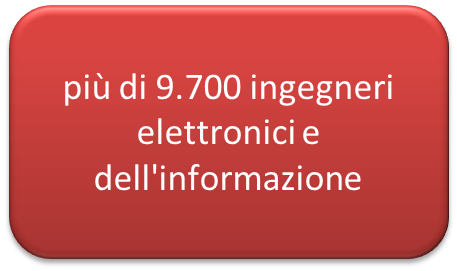 più di 9.700 ingegneri
elettronici e
dell'informazione